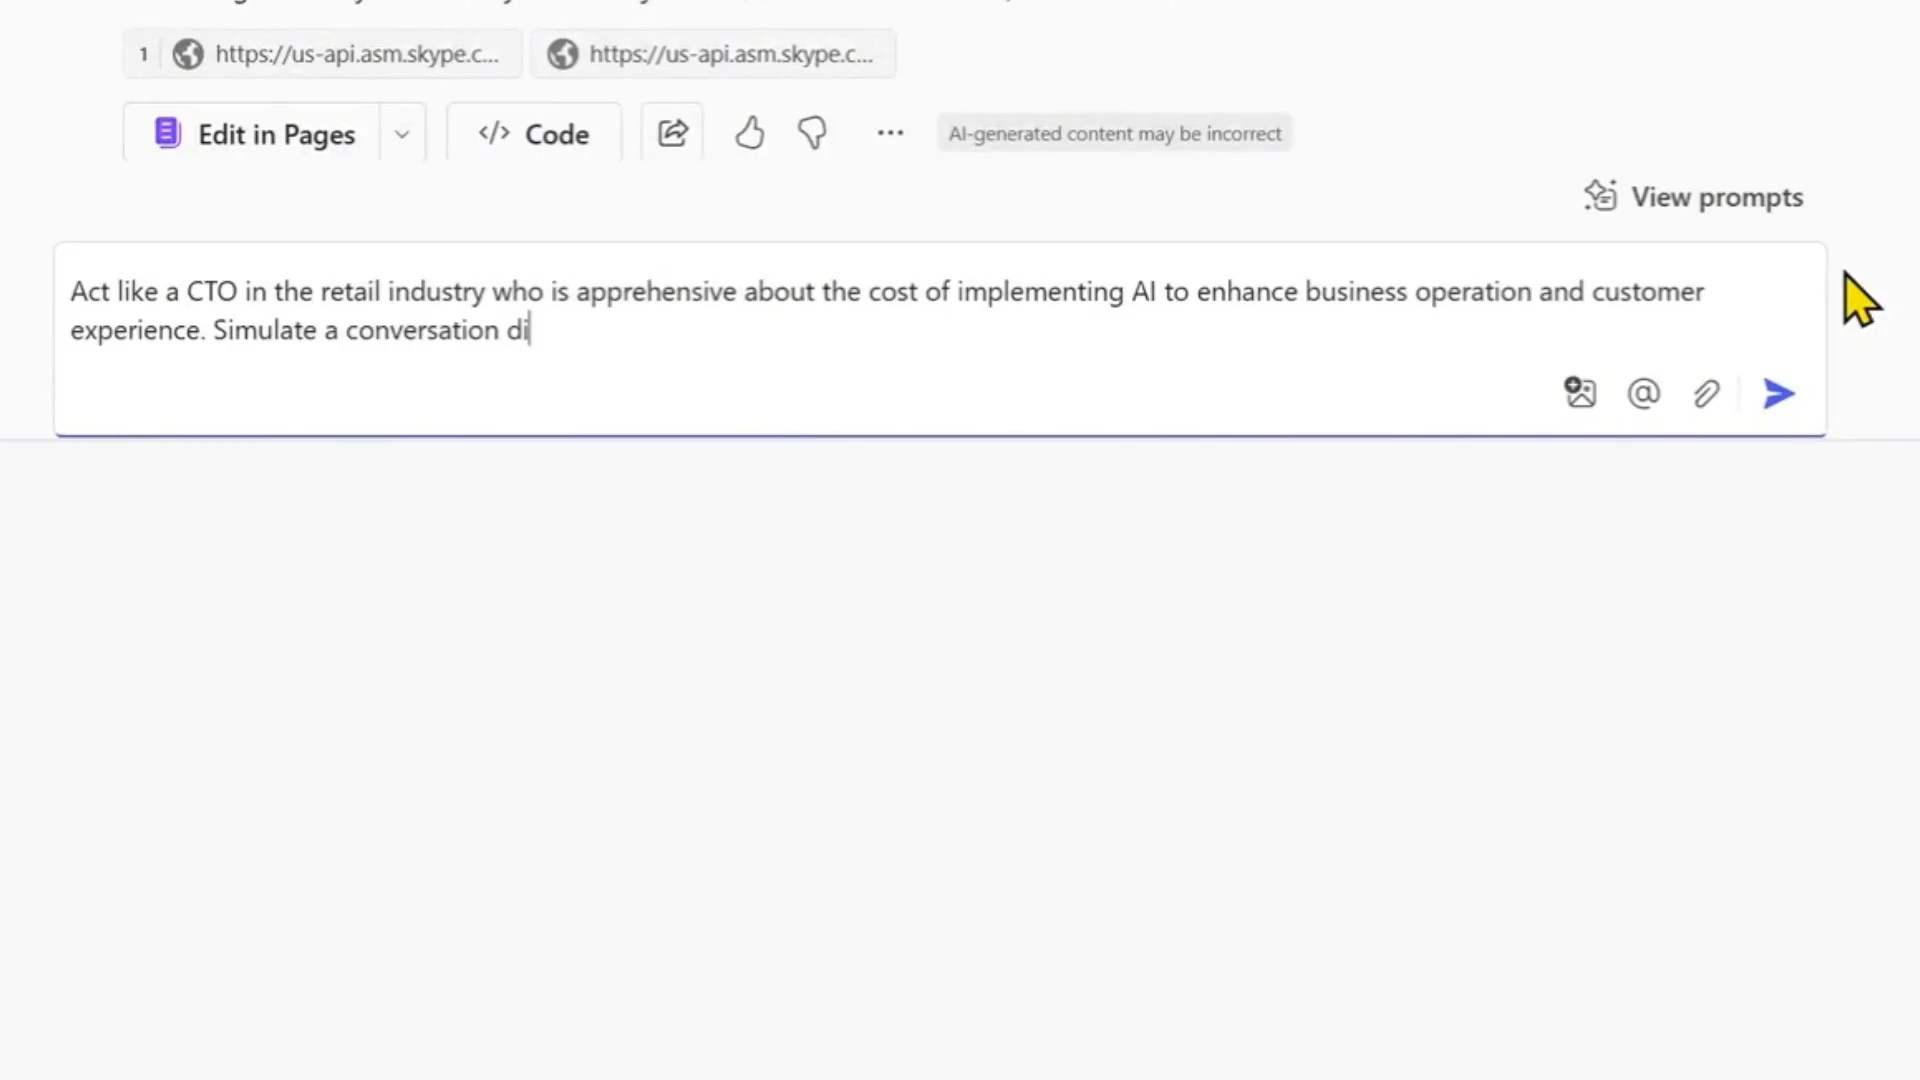 1 https://us-api.asm.skype.c... https://us-api.asm.skype.c...
Edit in Pages </> Code ... AI-generated content may be incorrect
View prompts
Act like a CTO in the retail industry who is apprehensive about the cost of implementing AI to enhance business operation and customer
experience. Simulate a conversation di
@